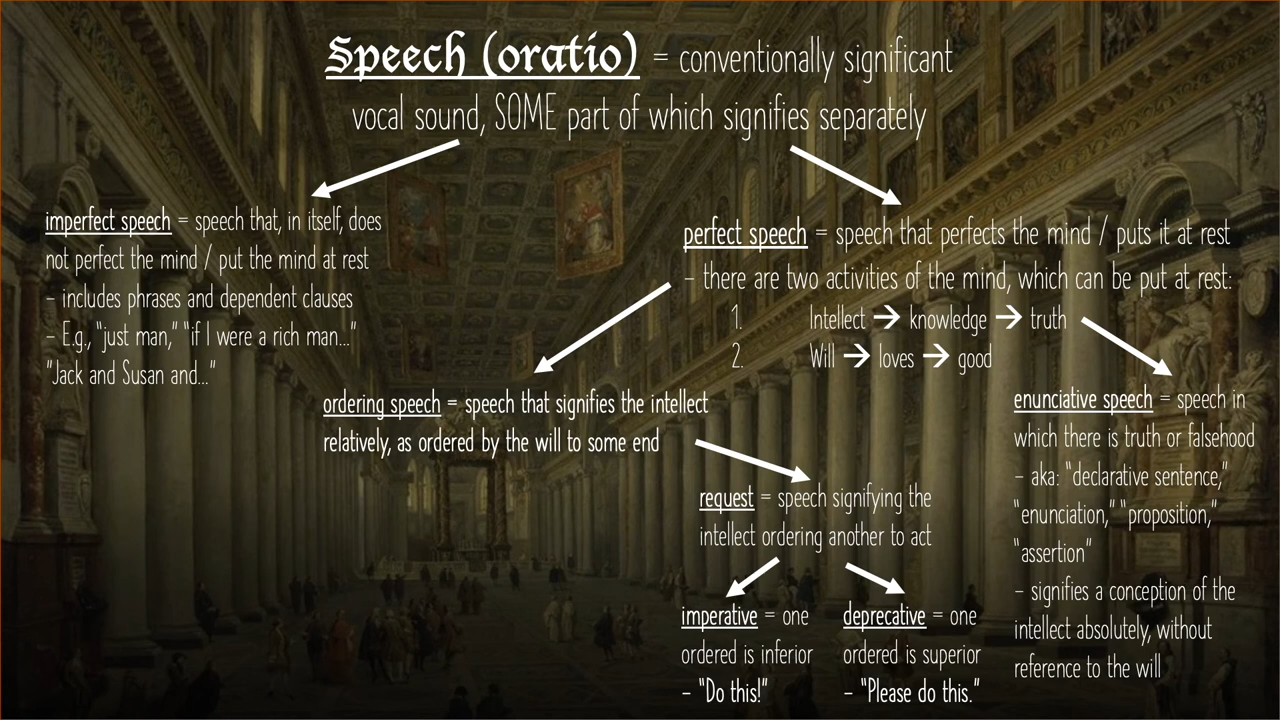 Speech (oratio) = conventionally significant
vocal sound, SOME part of which signifies separately
imperfect speech = speech that, in itself, does
not perfect the mind / put the mind at rest
– includes phrases and dependent clauses
– E.g., “just man,” “if I were a rich man...”
”Jack and Susan and...”
perfect speech = speech that perfects the mind / puts it at rest
– there are two activities of the mind, which can be put at rest:
1. Intellect → knowledge → truth
2. Will → loves → good
ordering speech = speech that signifies the intellect
relatively, as ordered by the will to some end
request = speech signifying the
intellect ordering another to act
imperative = one
ordered is inferior
– “Do this!”
deprecative = one
ordered is superior
– “Please do this.”
enunciative speech = speech in
which there is truth or falsehood
– aka: “declarative sentence,”
“enunciation,” “proposition,”
“assertion”
– signifies a conception of the
intellect absolutely, without
reference to the will